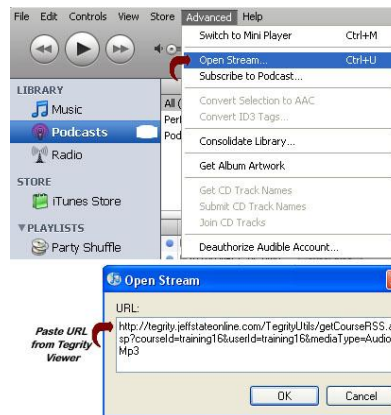 File Edit Controls View Store Advanced Help
Switch to Mini Player Ctrl+M
Open Stream... Ctrl+U
Subscribe to Podcast...
Convert Selection to AAC
Convert ID3 Tags...
Consolidate Library...
Get Album Artwork
Get CD Track Names
Submit CD Track Names
Join CD Tracks
Deauthorize Audible Account...
LIBRARY
Music
Podcasts
Radio
STORE
iTunes Store
PLAYLISTS
Party Shuffle
All (
Per
Pod
Open Stream
URL:
http://tegrity.jeffstateonline.com/TegrityUtils/getCourseRSS.a
sp?courseId=training16&userId=training16&mediaType=Audio
Mp3
OK Cancel
Paste URL
from Tegrity
Viewer